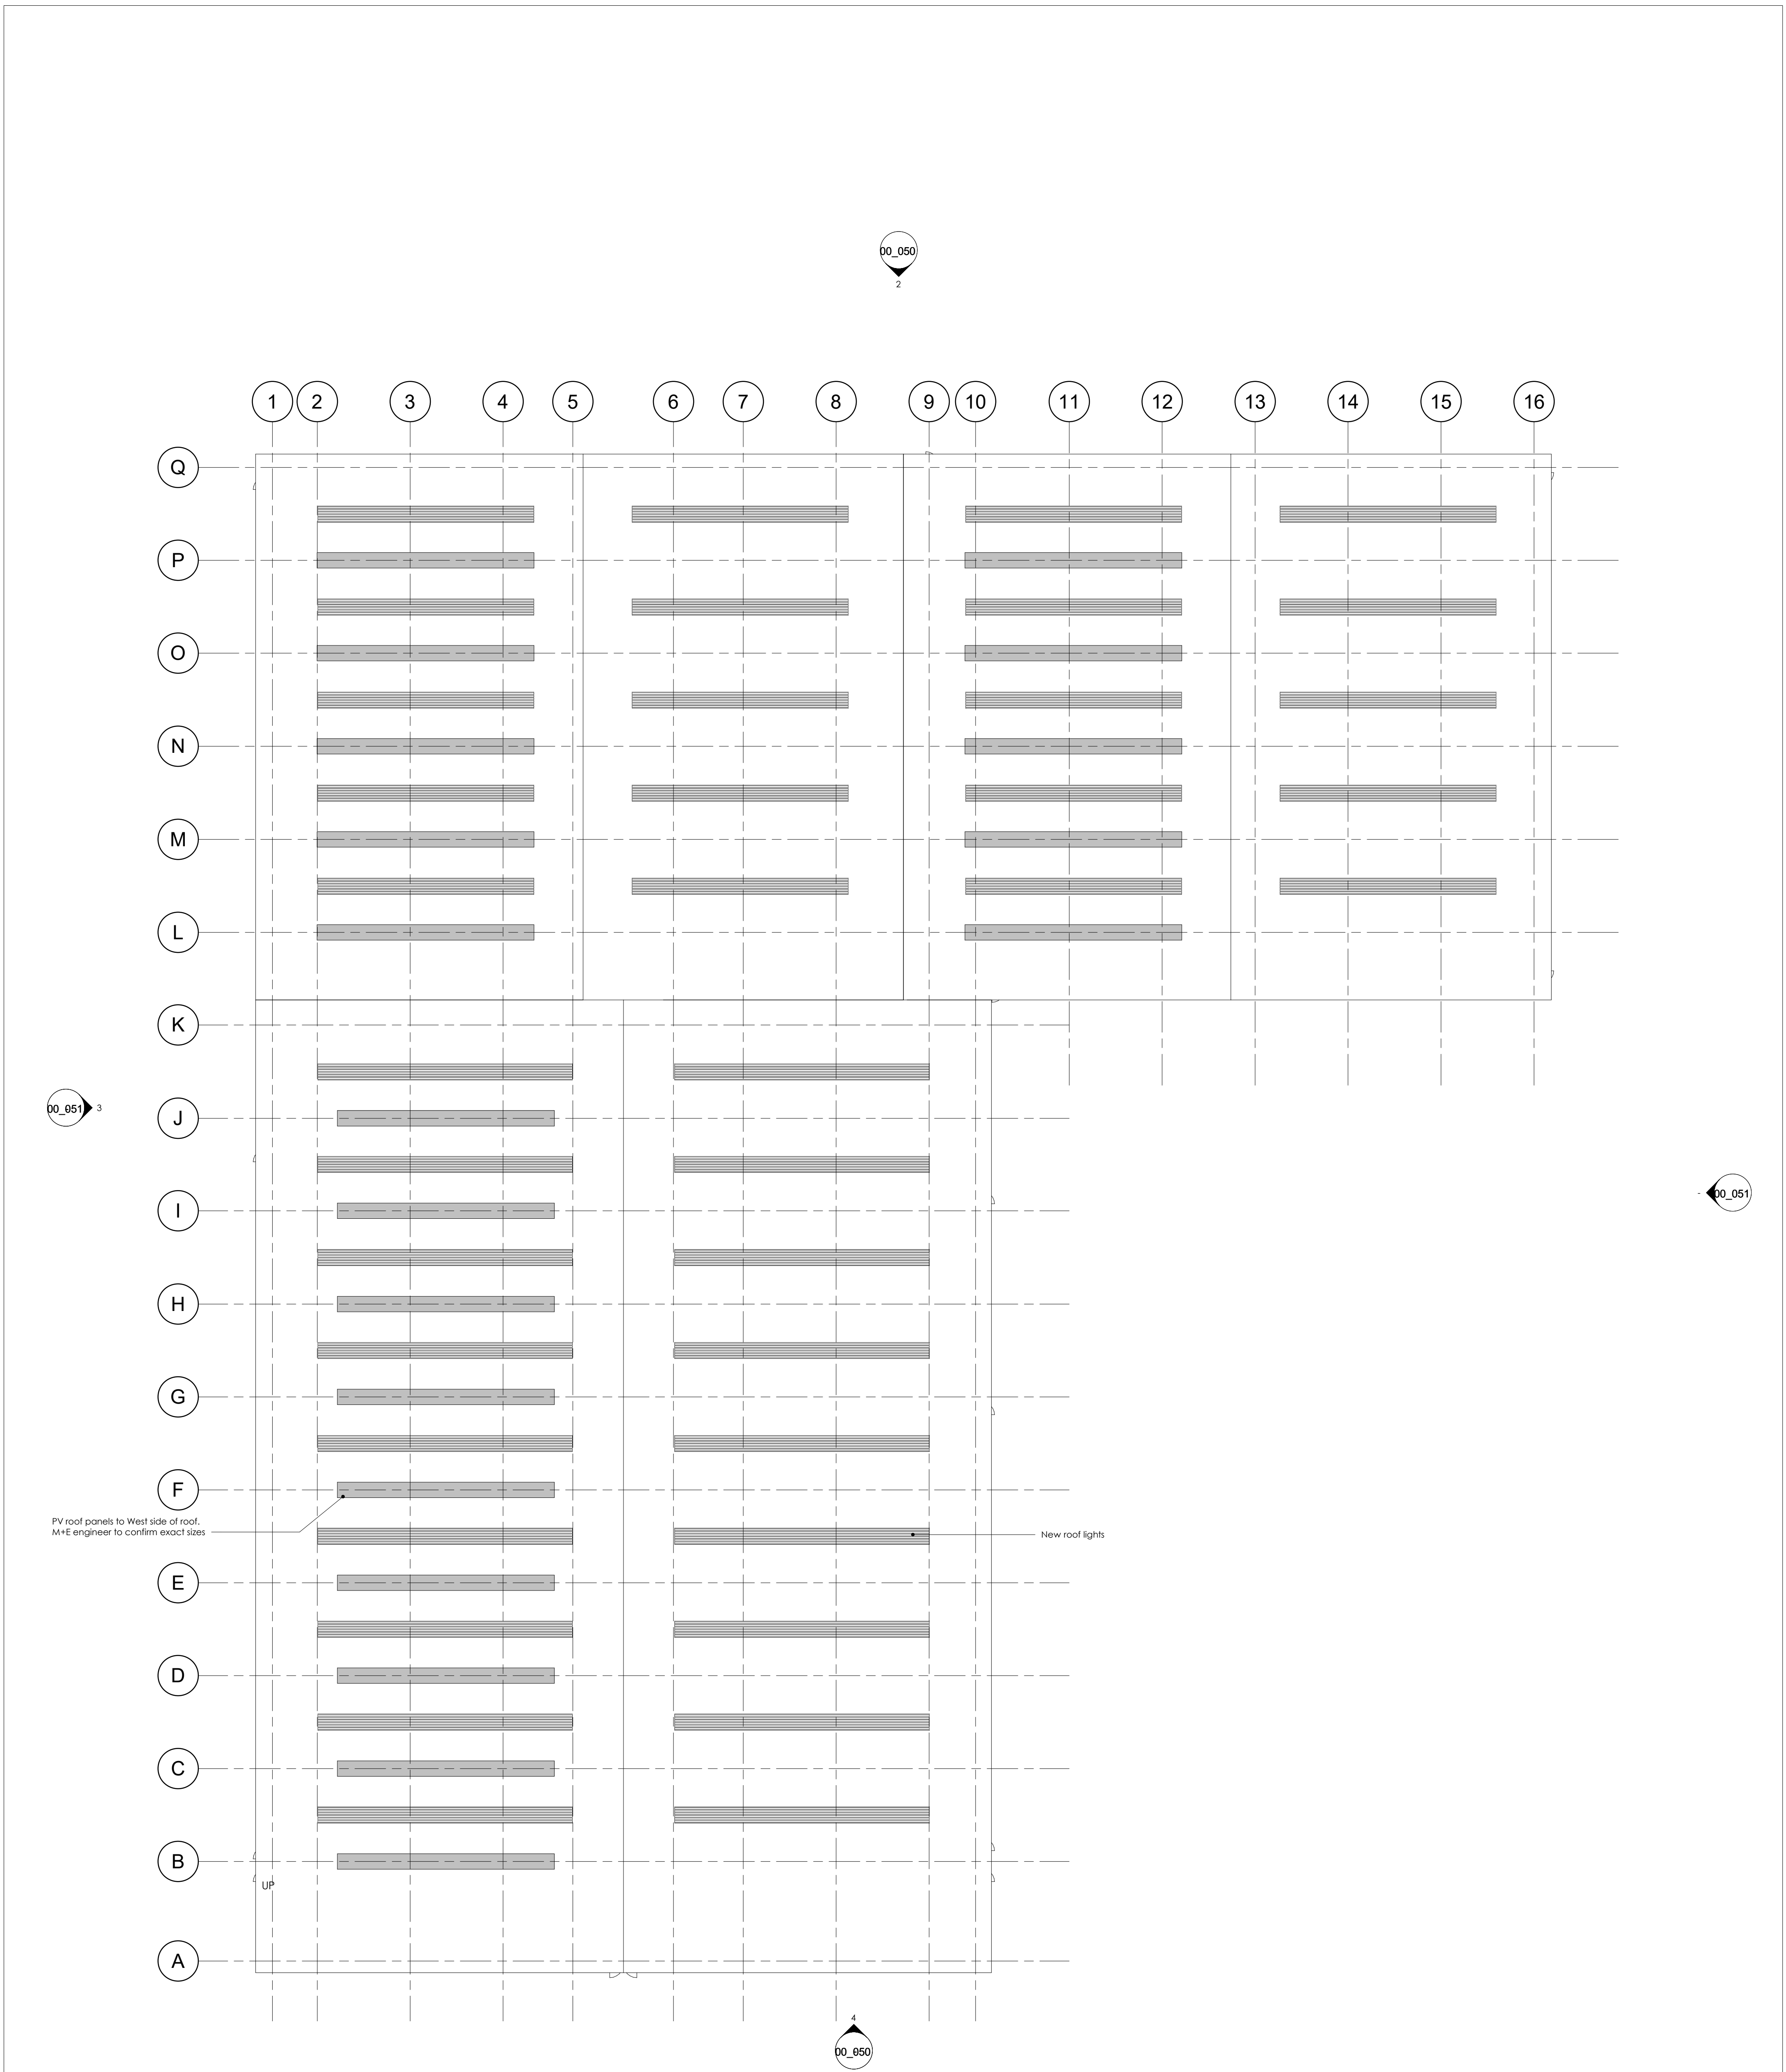 00_050
2
1 2 3 4 5 6 7 8 9 10 11 12 13 14 15 16
Q
P
O
N
M
L
K
00_051 3
J
- 00_051
I
H
G
F
PV roof panels to West side of roof.
M+E engineer to confirm exact sizes
New roof lights
E
D
C
B
UP
A
4
00_050